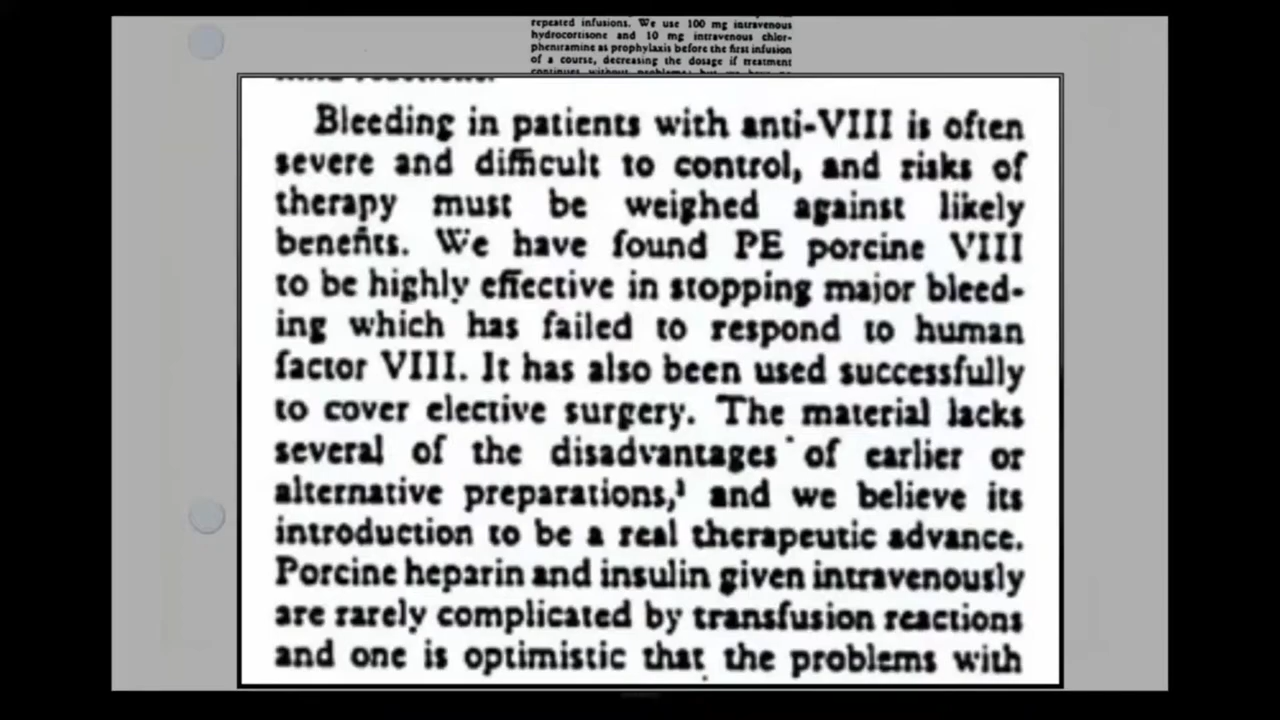 repeated infusions. We use 100 mg intravenous
hydrocortisone and 10 mg intravenous chlor-
pheniramine as prophylaxis before the first infusion
of a course, decreasing the dosage if treatment
continues without problems;
Bleeding in patients with anti-VIII is often
severe and difficult to control, and risks of
therapy must be weighed against likely
benefits. We have found PE porcine VIII
to be highly effective in stopping major bleed-
ing which has failed to respond to human
factor VIII. It has also been used successfully
to cover elective surgery. The material lacks
several of the disadvantages of earlier or
alternative preparations,³ and we believe its
introduction to be a real therapeutic advance.
Porcine heparin and insulin given intravenously
are rarely complicated by transfusion reactions
and one is optimistic that the problems with